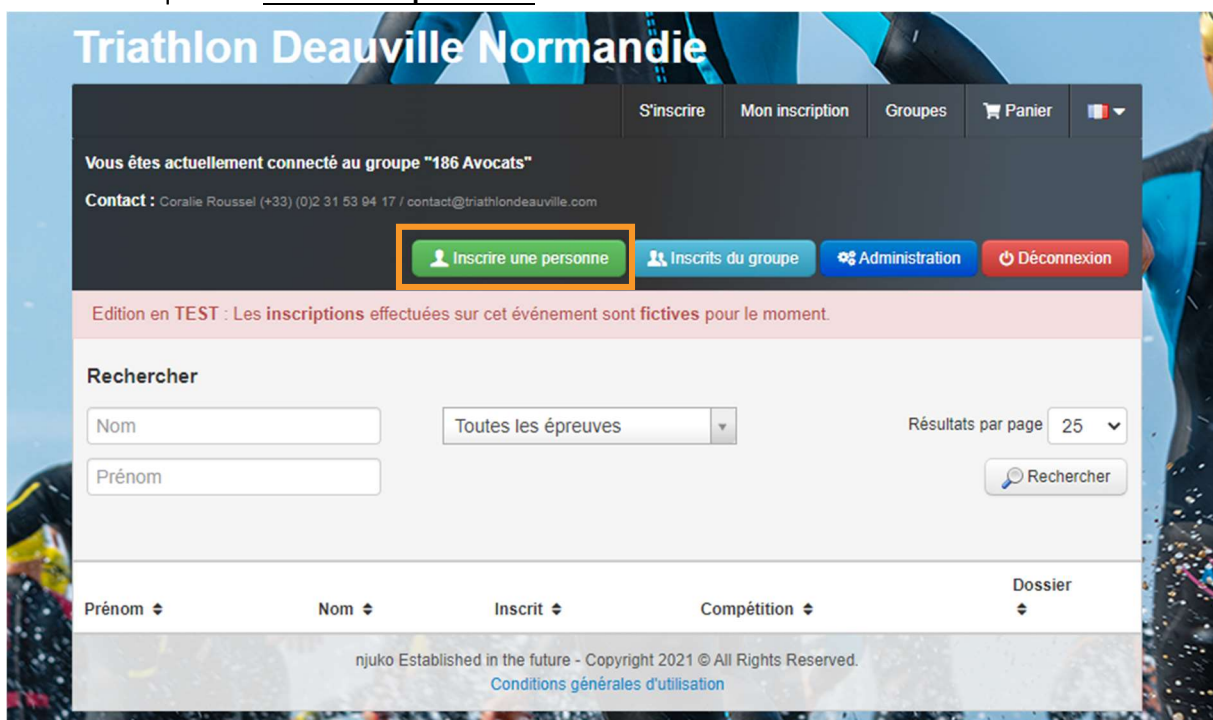 Triathlon Deauville Normandie
S'inscrire Mon inscription Groupes Panier
Vous êtes actuellement connecté au groupe "186 Avocats"
Contact : Coralie Roussel (+33) (0)2 31 53 94 17 / contact@triathlondeauville.com
Inscrire une personne Inscrits du groupe Administration Déconnexion
Edition en TEST : Les inscriptions effectuées sur cet événement sont fictives pour le moment.
Rechercher
Nom Toutes les épreuves Résultats par page 25
Prénom Rechercher
Prénom Nom Inscrit Compétition Dossier
njuko Established in the future - Copyright 2021 © All Rights Reserved.
Conditions générales d'utilisation